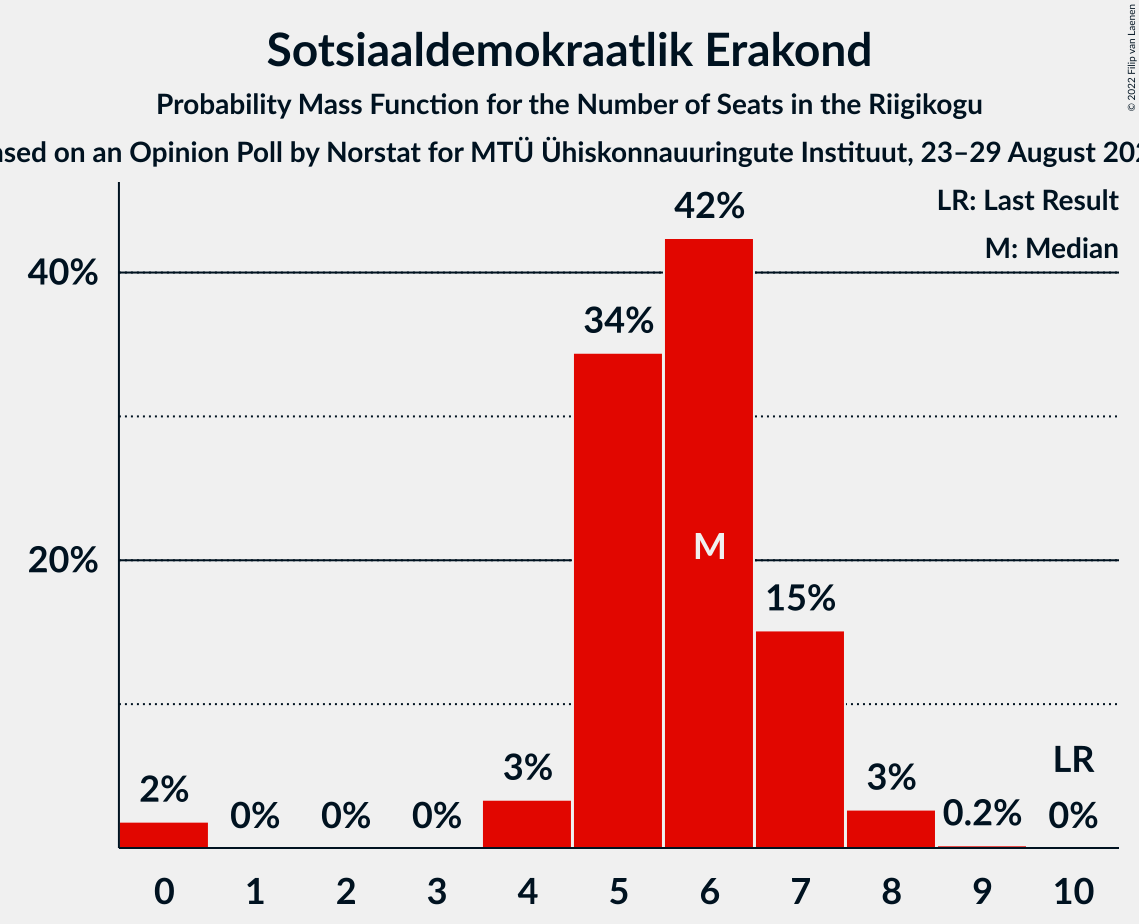 Sotsiaaldemokraatlik Erakond
Probability Mass Function for the Number of Seats in the Riigikogu
on an Opinion Poll by Norstat for MTÜ Ühiskonnauuringute Instituut, 23–29 August
© 2022 Filip van Laenen
LR: Last Result
M: Median
40%
20%
2%
0%
0%
0%
3%
34%
42%
M
15%
3%
0.2%
LR
0%
0 1 2 3 4 5 6 7 8 9 10